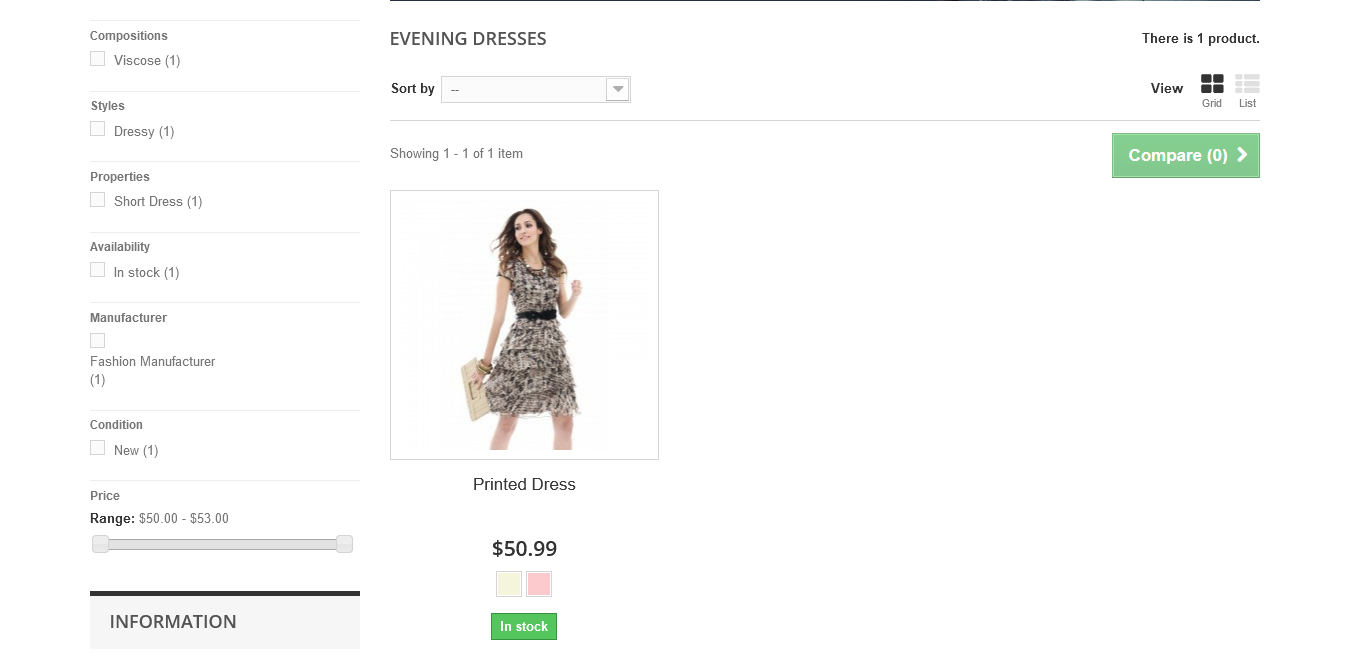 Compositions
Viscose (1)
Styles
Dressy (1)
Properties
Short Dress (1)
Availability
In stock (1)
Manufacturer
Fashion Manufacturer
(1)
Condition
New (1)
Price
Range: $50.00 - $53.00
INFORMATION
EVENING DRESSES
There is 1 product.
Sort by
--
View
Grid
List
Showing 1 - 1 of 1 item
Compare (0)
Printed Dress
$50.99
In stock